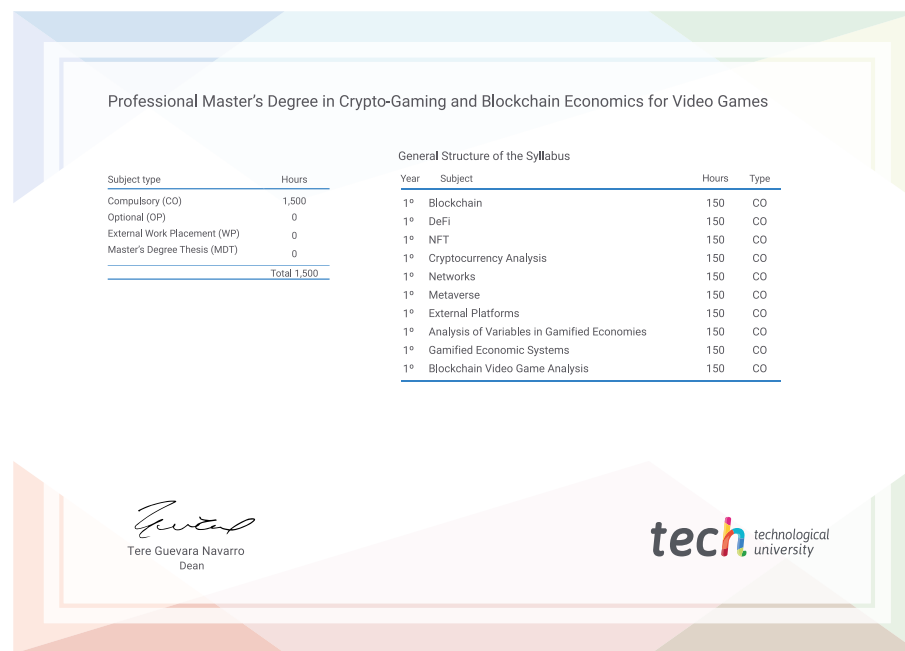 Professional Master's Degree in Crypto-Gaming and Blockchain Economics for Video Games
Subject type Hours
Compulsory (CO) 1,500
Optional (OP) 0
External Work Placement (WP) 0
Master's Degree Thesis (MDT) 0
Total 1,500
General Structure of the Syllabus
Year Subject Hours Type
1º Blockchain 150 CO
1º DeFi 150 CO
1º NFT 150 CO
1º Cryptocurrency Analysis 150 CO
1º Networks 150 CO
1º Metaverse 150 CO
1º External Platforms 150 CO
1º Analysis of Variables in Gamified Economies 150 CO
1º Gamified Economic Systems 150 CO
1º Blockchain Video Game Analysis 150 CO
Tere Guevara Navarro
Dean
tech technological
university